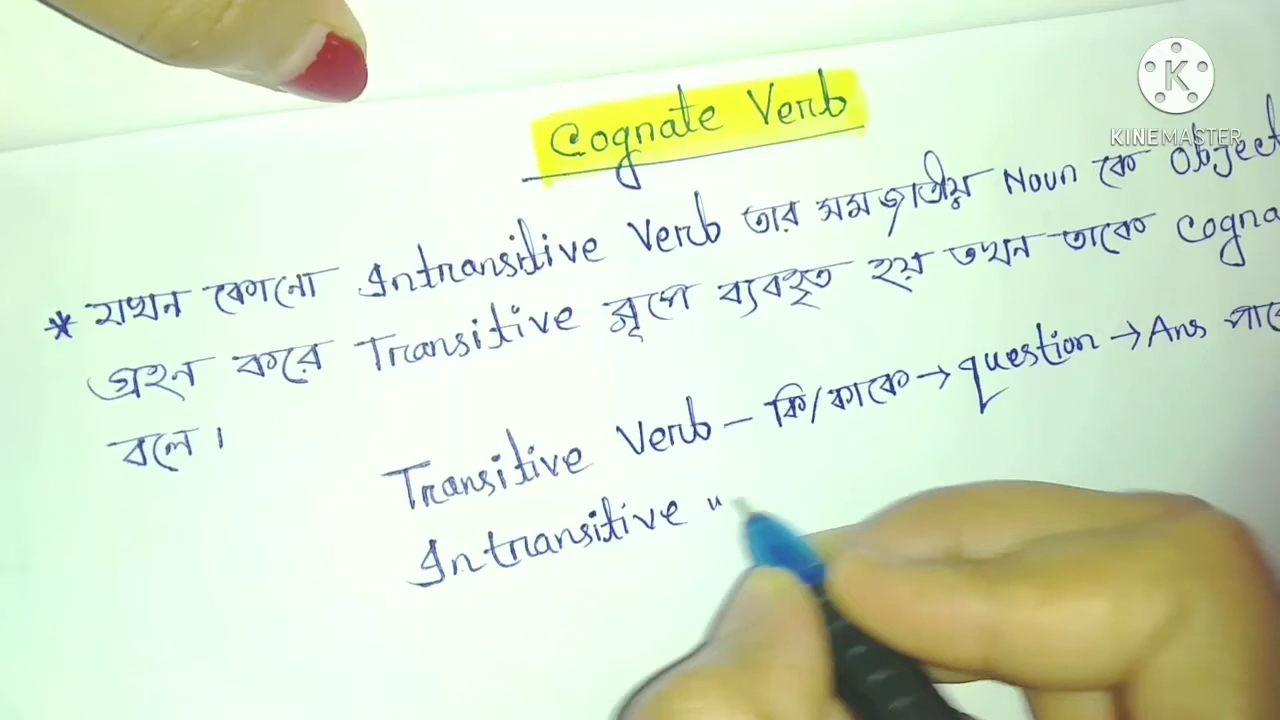 Cognate Verb
* যখন কোনো Intransitive Verb তার সমজাতীয় Noun কে Object
গ্রহন করে Transitive রূপে ব্যবহৃত হয় তখন তাকে Cogna
বলে।
Transitive Verb – কি/কাকে → question → Ans পাবে
Intransitive "
K
KINEMASTER